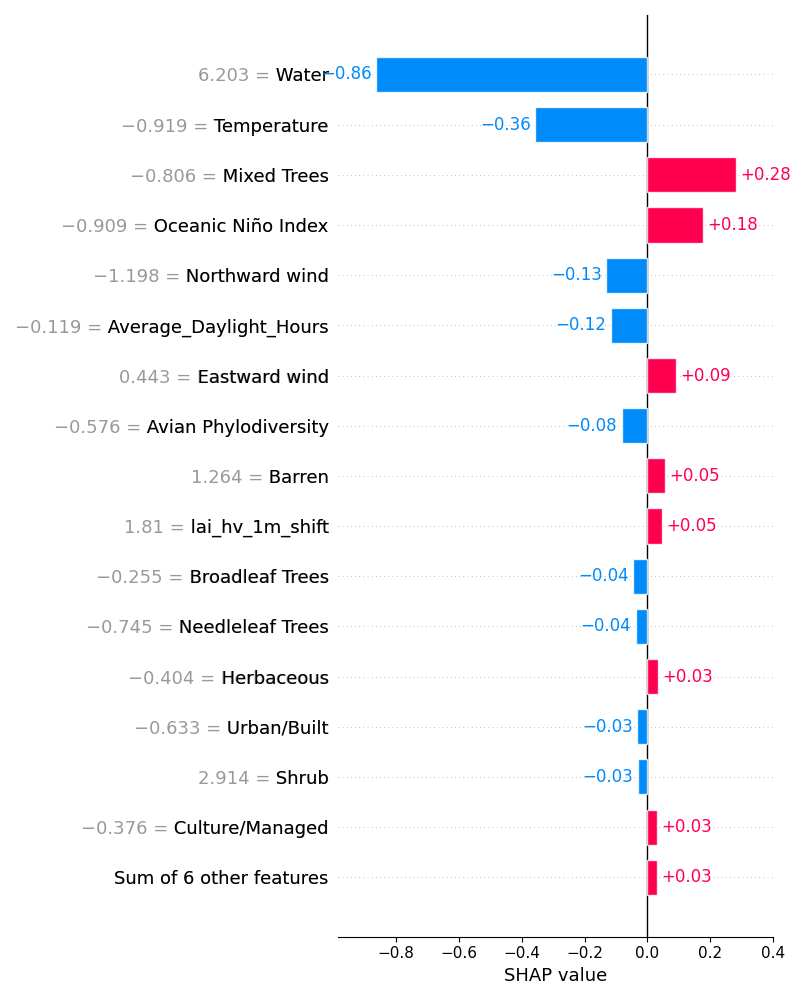 6.203 = Water −0.86
−0.919 = Temperature −0.36
−0.806 = Mixed Trees +0.28
−0.909 = Oceanic Niño Index +0.18
−1.198 = Northward wind −0.13
−0.119 = Average_Daylight_Hours −0.12
0.443 = Eastward wind +0.09
−0.576 = Avian Phylodiversity −0.08
1.264 = Barren +0.05
1.81 = lai_hv_1m_shift +0.05
−0.255 = Broadleaf Trees −0.04
−0.745 = Needleleaf Trees −0.04
−0.404 = Herbaceous +0.03
−0.633 = Urban/Built −0.03
2.914 = Shrub −0.03
−0.376 = Culture/Managed +0.03
Sum of 6 other features +0.03
−0.8 −0.6 −0.4 −0.2 0.0 0.2 0.4
SHAP value